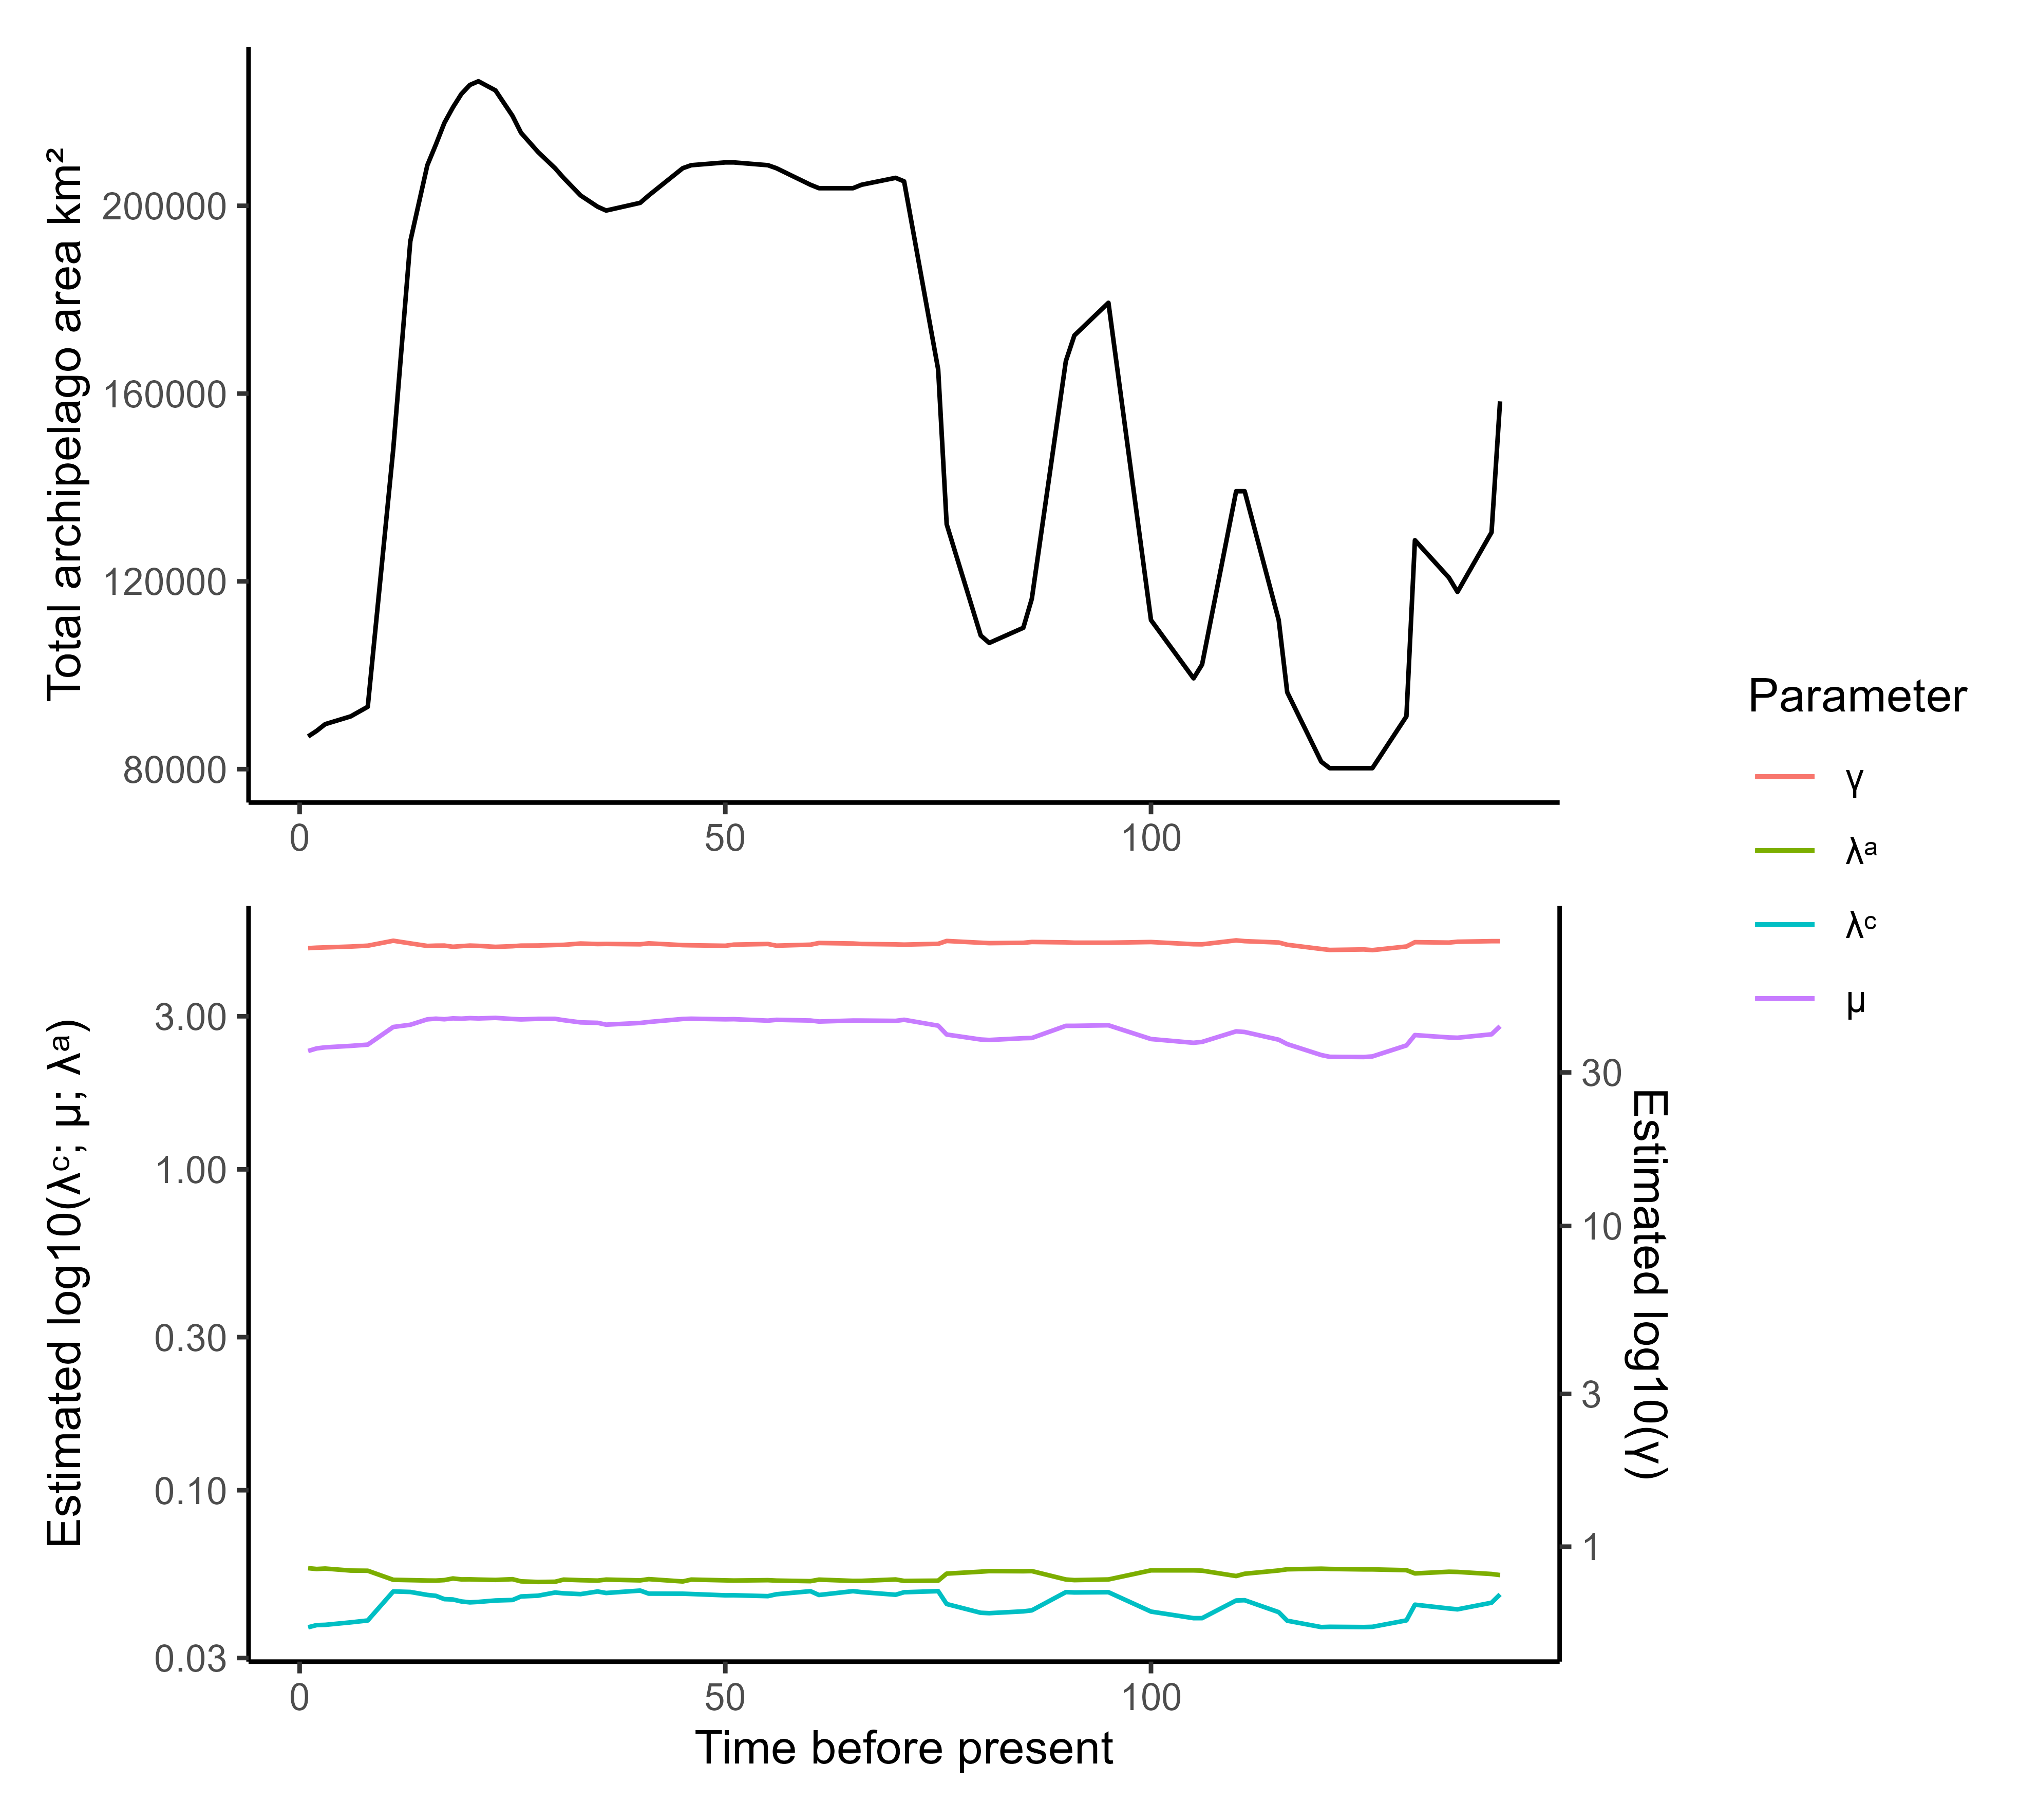 Total archipelago area km²
200000
160000
120000
80000
0 50 100
Estimated log10(λᶜ; μ; λᵃ)
3.00
1.00
0.30
0.10
0.03
30
10
3
1
Estimated log10(γ)
0 50 100
Time before present
Parameter
γ
λᵃ
λᶜ
μ